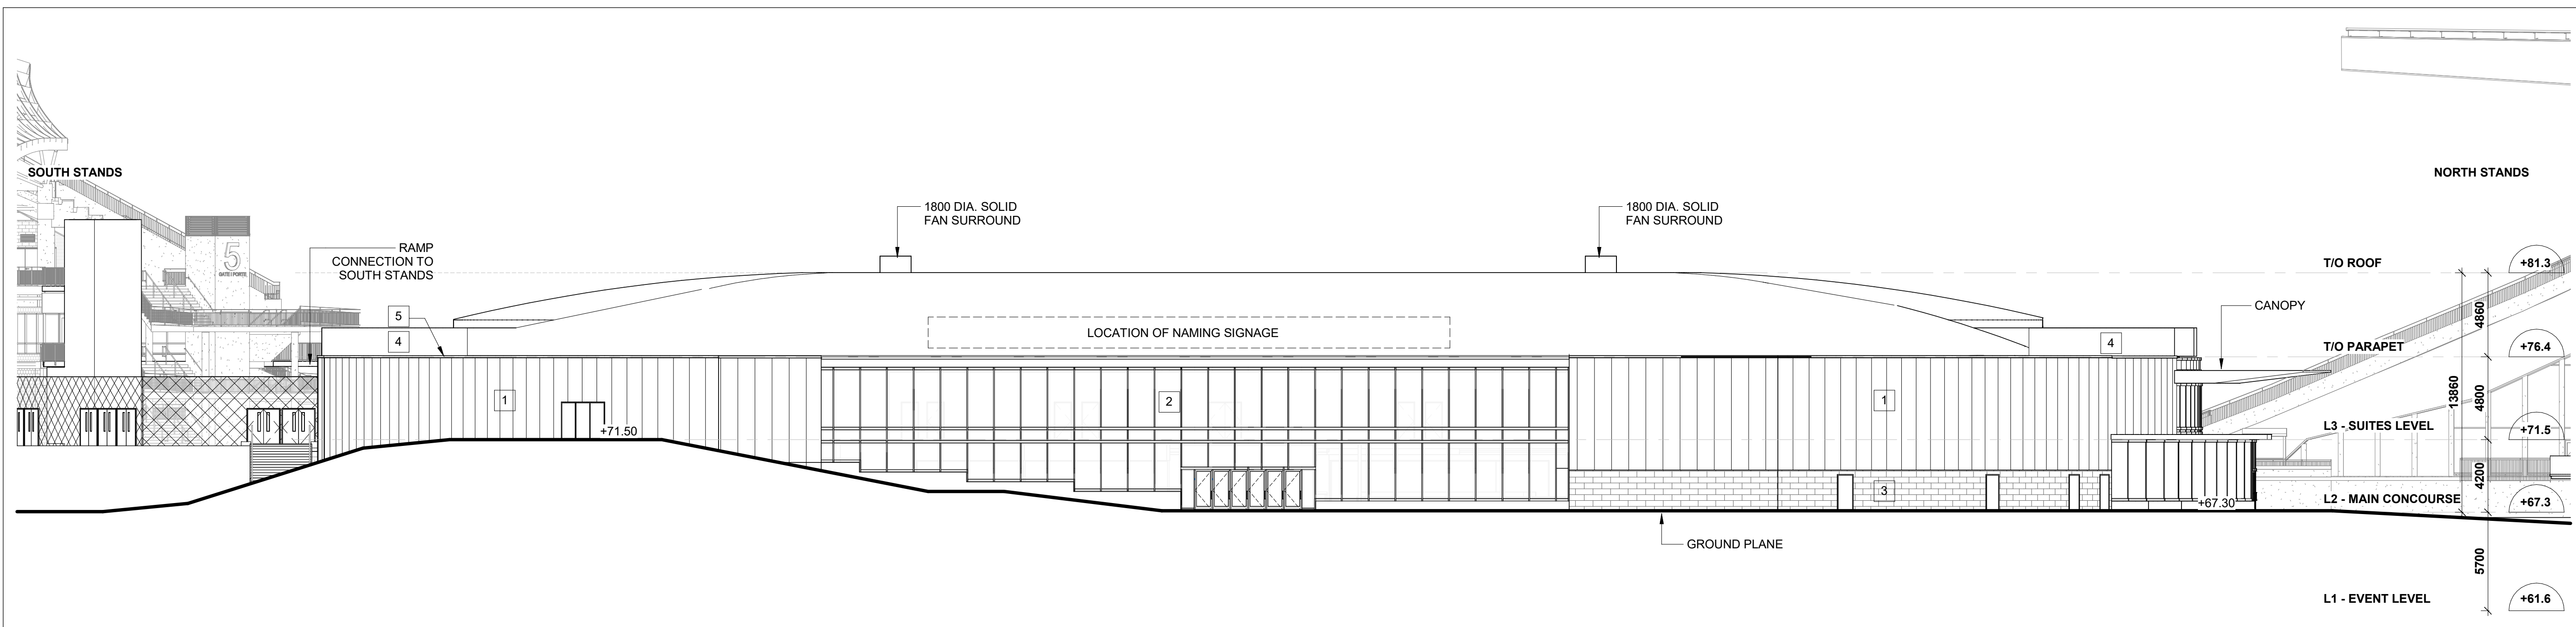 SOUTH STANDS
NORTH STANDS
1800 DIA. SOLID
FAN SURROUND
1800 DIA. SOLID
FAN SURROUND
RAMP
CONNECTION TO
SOUTH STANDS
5
GATE | PORTE
T/O ROOF
+81.3
CANOPY
5
4
LOCATION OF NAMING SIGNAGE
4
4860
T/O PARAPET
+76.4
1
2
1
13860
4800
+71.50
L3 - SUITES LEVEL
+71.5
3
4200
L2 - MAIN CONCOURSE
+67.3
+67.30
GROUND PLANE
5700
L1 - EVENT LEVEL
+61.6